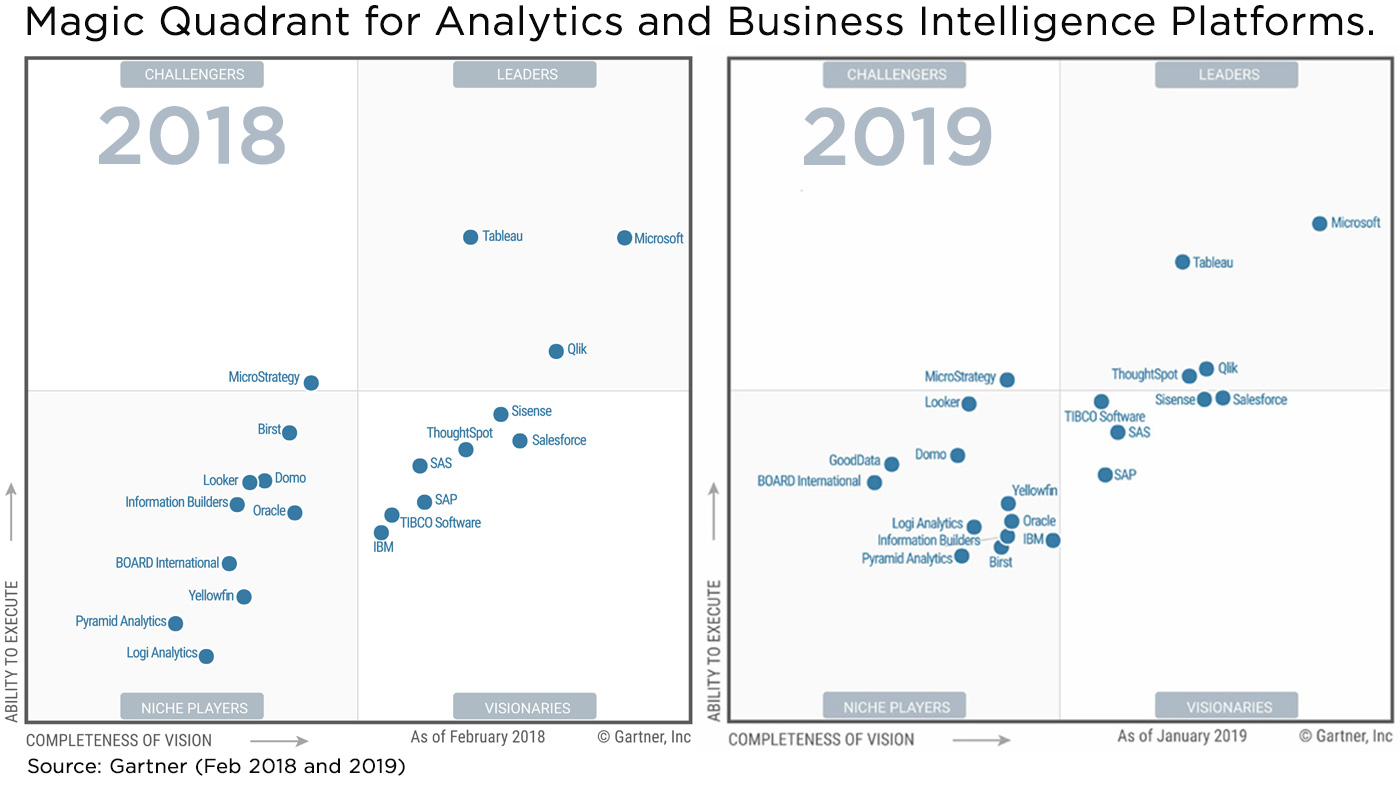 Magic Quadrant for Analytics and Business Intelligence Platforms.
CHALLENGERS
LEADERS
2018
Tableau
Microsoft
Qlik
MicroStrategy
Sisense
Birst
ThoughtSpot
Salesforce
SAS
Looker
Domo
Information Builders
Oracle
SAP
TIBCO Software
IBM
BOARD International
Yellowfin
Pyramid Analytics
Logi Analytics
NICHE PLAYERS
VISIONARIES
ABILITY TO EXECUTE
COMPLETENESS OF VISION
As of February 2018
© Gartner, Inc
CHALLENGERS
LEADERS
2019
Microsoft
Tableau
ThoughtSpot
Qlik
MicroStrategy
Looker
Sisense
Salesforce
TIBCO Software
SAS
Domo
GoodData
BOARD International
SAP
Yellowfin
Logi Analytics
Oracle
Information Builders
IBM
Pyramid Analytics
Birst
NICHE PLAYERS
VISIONARIES
ABILITY TO EXECUTE
COMPLETENESS OF VISION
As of January 2019
© Gartner, Inc
Source: Gartner (Feb 2018 and 2019)